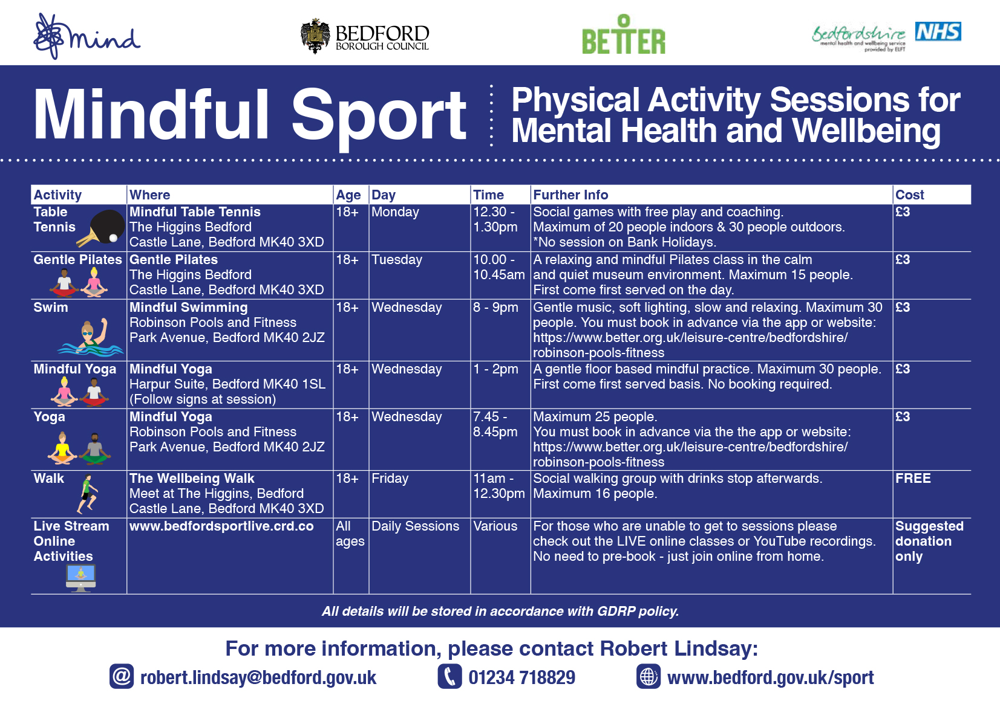 mind
BEDFORD
BOROUGH COUNCIL
BETTER
Bedfordshire
mental health and wellbeing service
provided by ELFT
NHS
Mindful Sport
Physical Activity Sessions for
Mental Health and Wellbeing
Activity Where Age Day Time Further Info Cost
Table
Tennis
Mindful Table Tennis
The Higgins Bedford
Castle Lane, Bedford MK40 3XD
18+
Monday
12.30 -
1.30pm
Social games with free play and coaching.
Maximum of 20 people indoors & 30 people outdoors.
*No session on Bank Holidays.
£3
Gentle Pilates
Gentle Pilates
The Higgins Bedford
Castle Lane, Bedford MK40 3XD
18+
Tuesday
10.00 -
10.45am
A relaxing and mindful Pilates class in the calm
and quiet museum environment. Maximum 15 people.
First come first served on the day.
£3
Swim
Mindful Swimming
Robinson Pools and Fitness
Park Avenue, Bedford MK40 2JZ
18+
Wednesday
8 - 9pm
Gentle music, soft lighting, slow and relaxing. Maximum 30
people. You must book in advance via the app or website:
https://www.better.org.uk/leisure-centre/bedfordshire/
robinson-pools-fitness
£3
Mindful Yoga
Mindful Yoga
Harpur Suite, Bedford MK40 1SL
(Follow signs at session)
18+
Wednesday
1 - 2pm
A gentle floor based mindful practice. Maximum 30 people.
First come first served basis. No booking required.
£3
Yoga
Mindful Yoga
Robinson Pools and Fitness
Park Avenue, Bedford MK40 2JZ
18+
Wednesday
7.45 -
8.45pm
Maximum 25 people.
You must book in advance via the the app or website:
https://www.better.org.uk/leisure-centre/bedfordshire/
robinson-pools-fitness
£3
Walk
The Wellbeing Walk
Meet at The Higgins, Bedford
Castle Lane, Bedford MK40 3XD
18+
Friday
11am -
12.30pm
Social walking group with drinks stop afterwards.
Maximum 16 people.
FREE
Live Stream
Online
Activities
www.bedfordsportlive.crd.co
All
ages
Daily Sessions
Various
For those who are unable to get to sessions please
check out the LIVE online classes or YouTube recordings.
No need to pre-book - just join online from home.
Suggested
donation
only
All details will be stored in accordance with GDRP policy.
For more information, please contact Robert Lindsay:
robert.lindsay@bedford.gov.uk
01234 718829
www.bedford.gov.uk/sport